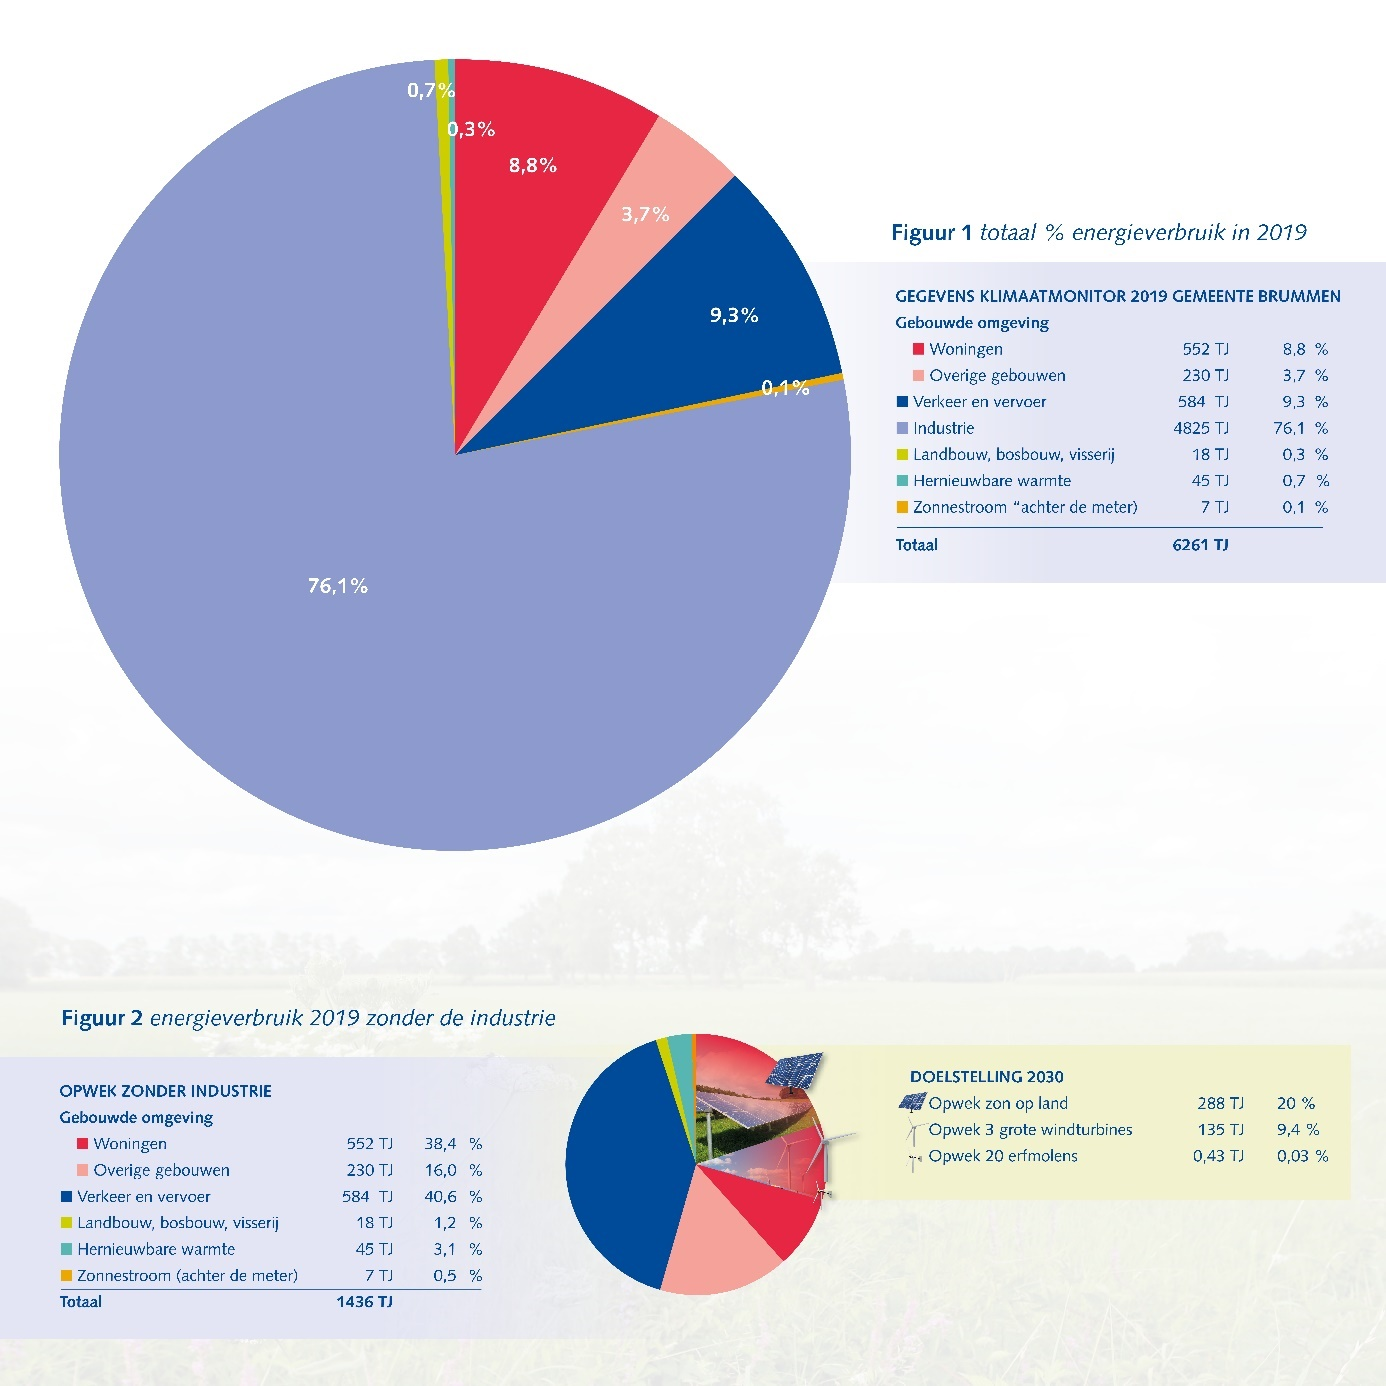 0,7%
0,3%
8,8%
3,7%
9,3%
0,1%
76,1%
Figuur 1 totaal % energieverbruik in 2019
GEGEVENS KLIMAATMONITOR 2019 GEMEENTE BRUMMEN
Gebouwde omgeving
Woningen 552 TJ 8,8 %
Overige gebouwen 230 TJ 3,7 %
Verkeer en vervoer 584 TJ 9,3 %
Industrie 4825 TJ 76,1 %
Landbouw, bosbouw, visserij 18 TJ 0,3 %
Hernieuwbare warmte 45 TJ 0,7 %
Zonnestroom “achter de meter) 7 TJ 0,1 %
Totaal 6261 TJ
Figuur 2 energieverbruik 2019 zonder de industrie
OPWEK ZONDER INDUSTRIE
Gebouwde omgeving
Woningen 552 TJ 38,4 %
Overige gebouwen 230 TJ 16,0 %
Verkeer en vervoer 584 TJ 40,6 %
Landbouw, bosbouw, visserij 18 TJ 1,2 %
Hernieuwbare warmte 45 TJ 3,1 %
Zonnestroom (achter de meter) 7 TJ 0,5 %
Totaal 1436 TJ
DOELSTELLING 2030
Opwek zon op land 288 TJ 20 %
Opwek 3 grote windturbines 135 TJ 9,4 %
Opwek 20 erfmolens 0,43 TJ 0,03 %